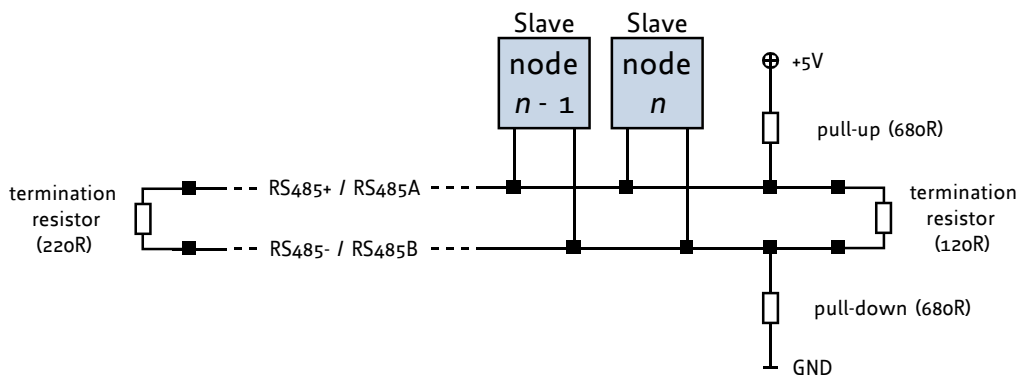 Slave
node
n - 1
Slave
node
n
+5V
pull-up (680R)
termination
resistor
(220R)
RS485+ / RS485A
RS485- / RS485B
termination
resistor
(120R)
pull-down (680R)
GND